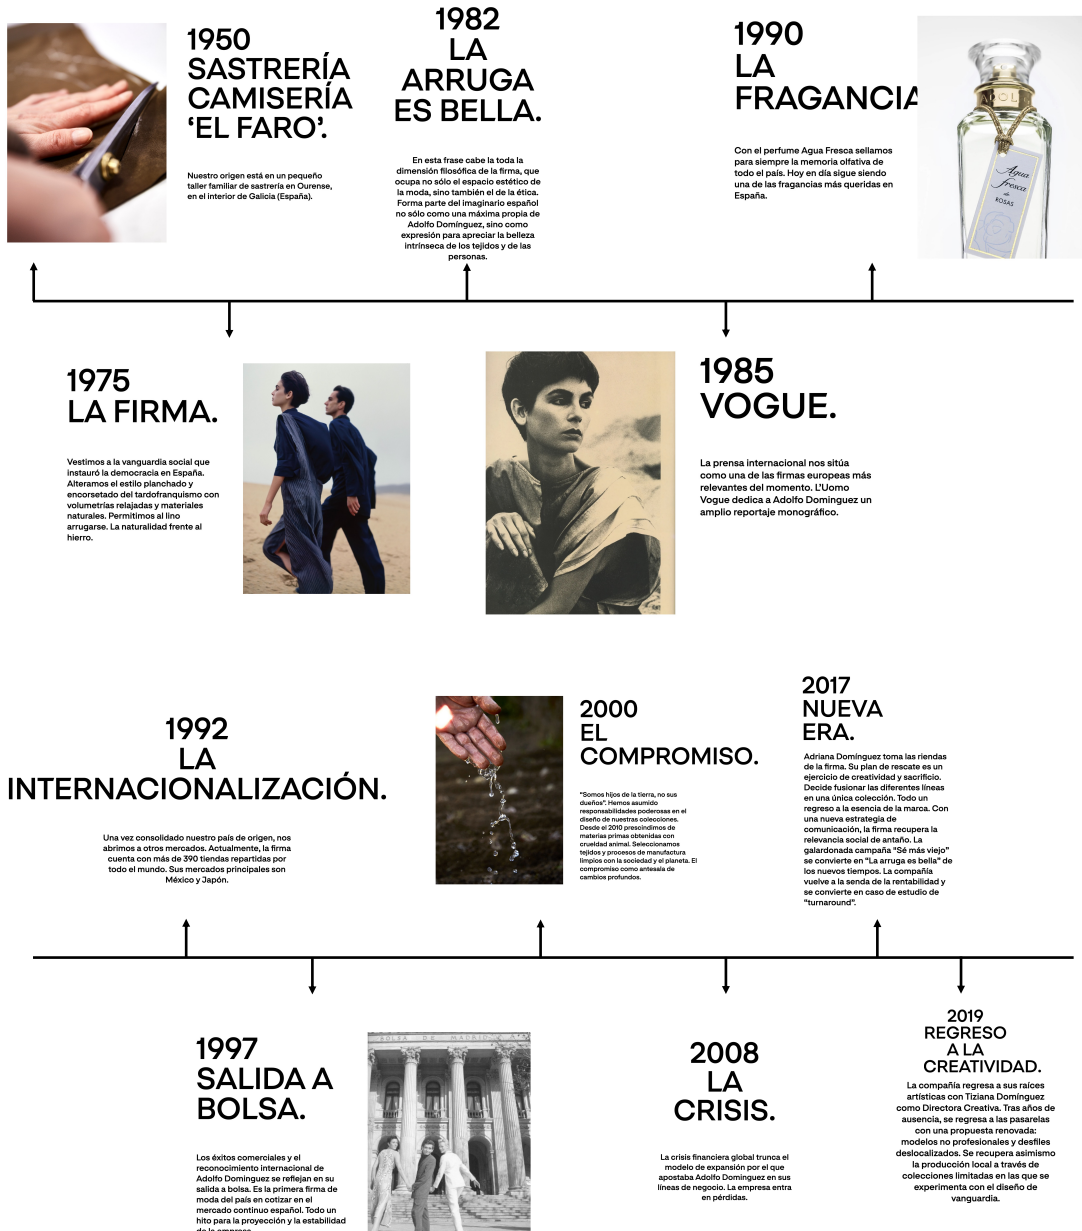 1950
SASTRERÍA
CAMISERÍA
‘EL FARO’.
Nuestro origen está en un pequeño
taller familiar de sastrería en Ourense,
en el interior de Galicia (España).
1982
LA
ARRUGA
ES BELLA.
En esta frase cabe la toda la
dimensión filosófica de la firma, que
ocupa no sólo el espacio estético de
la moda, sino también el de la ética.
Forma parte del imaginario español
no sólo como una máxima propia de
Adolfo Domínguez, sino como
expresión para apreciar la belleza
intrínseca de los tejidos y de las
personas.
1990
LA
FRAGANCIA
Con el perfume Agua Fresca sellamos
para siempre la memoria olfativa de
todo el país. Hoy en día sigue siendo
una de las fragancias más queridas en
España.
ADOL
Agua
fresca
de
ROSAS
1975
LA FIRMA.
Vestimos a la vanguardia social que
instauró la democracia en España.
Alteramos el estilo planchado y
encorsetado del tardofranquismo con
volumetrías relajadas y materiales
naturales. Permitimos al lino
arrugarse. La naturalidad frente al
hierro.
1985
VOGUE.
La prensa internacional nos sitúa
como una de las firmas europeas más
relevantes del momento. L’Uomo
Vogue dedica a Adolfo Dominguez un
amplio reportaje monográfico.
1992
LA
INTERNACIONALIZACIÓN.
Una vez consolidado nuestro país de origen, nos
abrimos a otros mercados. Actualmente, la firma
cuenta con más de 390 tiendas repartidas por
todo el mundo. Sus mercados principales son
México y Japón.
2000
EL
COMPROMISO.
“Somos hijos de la tierra, no sus
dueños”. Hemos asumido
responsabilidades poderosas en el
diseño de nuestras colecciones.
Desde el 2010 prescindimos de
materias primas obtenidas con
crueldad animal. Seleccionamos
tejidos y procesos de manufactura
limpios con la sociedad y el planeta. El
compromiso como antesala de
cambios profundos.
2017
NUEVA
ERA.
Adriana Domínguez toma las riendas
de la firma. Su plan de rescate es un
ejercicio de creatividad y sacrificio.
Decide fusionar las diferentes líneas
en una única colección. Todo un
regreso a la esencia de la marca. Con
una nueva estrategia de
comunicación, la firma recupera la
relevancia social de antaño. La
galardonada campaña “Sé más viejo”
se convierte en “La arruga es bella” de
los nuevos tiempos. La compañía
vuelve a la senda de la rentabilidad y
se convierte en caso de estudio de
“turnaround”.
1997
SALIDA A
BOLSA.
Los éxitos comerciales y el
reconocimiento internacional de
Adolfo Dominguez se reflejan en su
salida a bolsa. Es la primera firma de
moda del país en cotizar en el
mercado continuo español. Todo un
hito para la proyección y la estabilidad
de la empresa.
BOLSA DE MADRID
2008
LA
CRISIS.
La crisis financiera global trunca el
modelo de expansión por el que
apostaba Adolfo Dominguez en sus
líneas de negocio. La empresa entra
en pérdidas.
2019
REGRESO
A LA
CREATIVIDAD.
La compañía regresa a sus raíces
artísticas con Tiziana Domínguez
como Directora Creativa. Tras años de
ausencia, se regresa a las pasarelas
con una propuesta renovada:
modelos no profesionales y desfiles
deslocalizados. Se recupera asimismo
la producción local a través de
colecciones limitadas en las que se
experimenta con el diseño de
vanguardia.